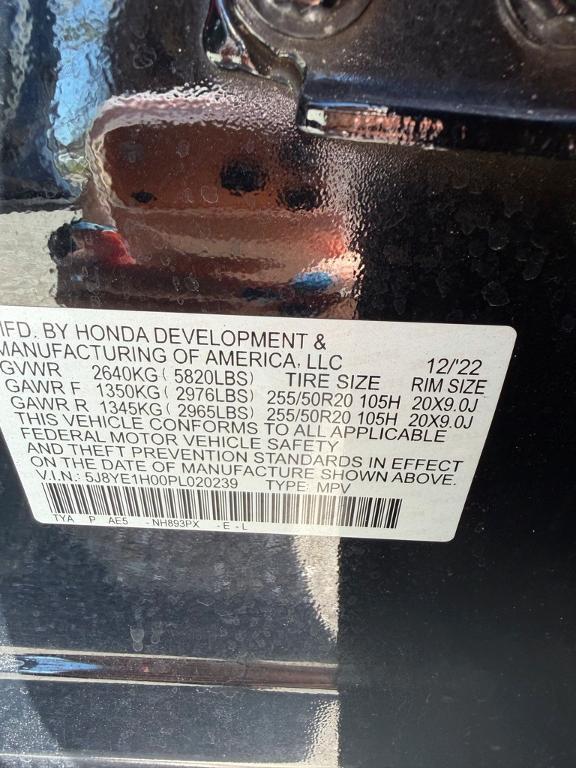 MFD. BY HONDA DEVELOPMENT &
MANUFACTURING OF AMERICA, LLC 12/'22
GVWR 2640KG ( 5820LBS) TIRE SIZE RIM SIZE
GAWR F 1350KG ( 2976LBS) 255/50R20 105H 20X9.0J
GAWR R 1345KG ( 2965LBS) 255/50R20 105H 20X9.0J
THIS VEHICLE CONFORMS TO ALL APPLICABLE
FEDERAL MOTOR VEHICLE SAFETY
AND THEFT PREVENTION STANDARDS IN EFFECT
ON THE DATE OF MANUFACTURE SHOWN ABOVE.
V.I.N.: 5J8YE1H00PL020239 TYPE: MPV
TYA P AE5 - NH893PX - E - L